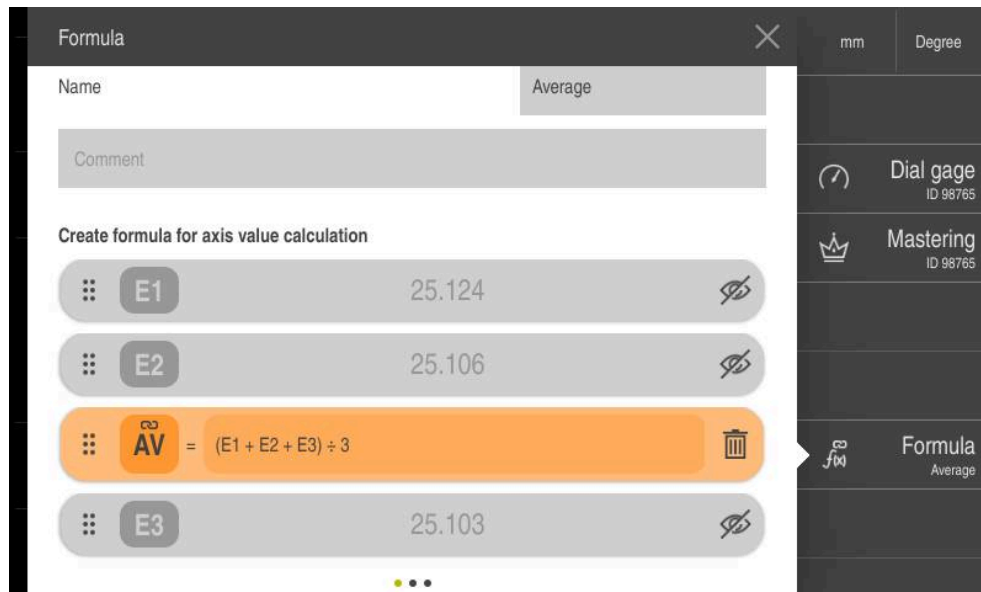 Formula
mm
Degree
Name
Average
Comment
Dial gage
ID 98765
Create formula for axis value calculation
Mastering
ID 98765
E1
25.124
E2
25.106
AV = (E1 + E2 + E3) ÷ 3
f(x)
Formula
Average
E3
25.103